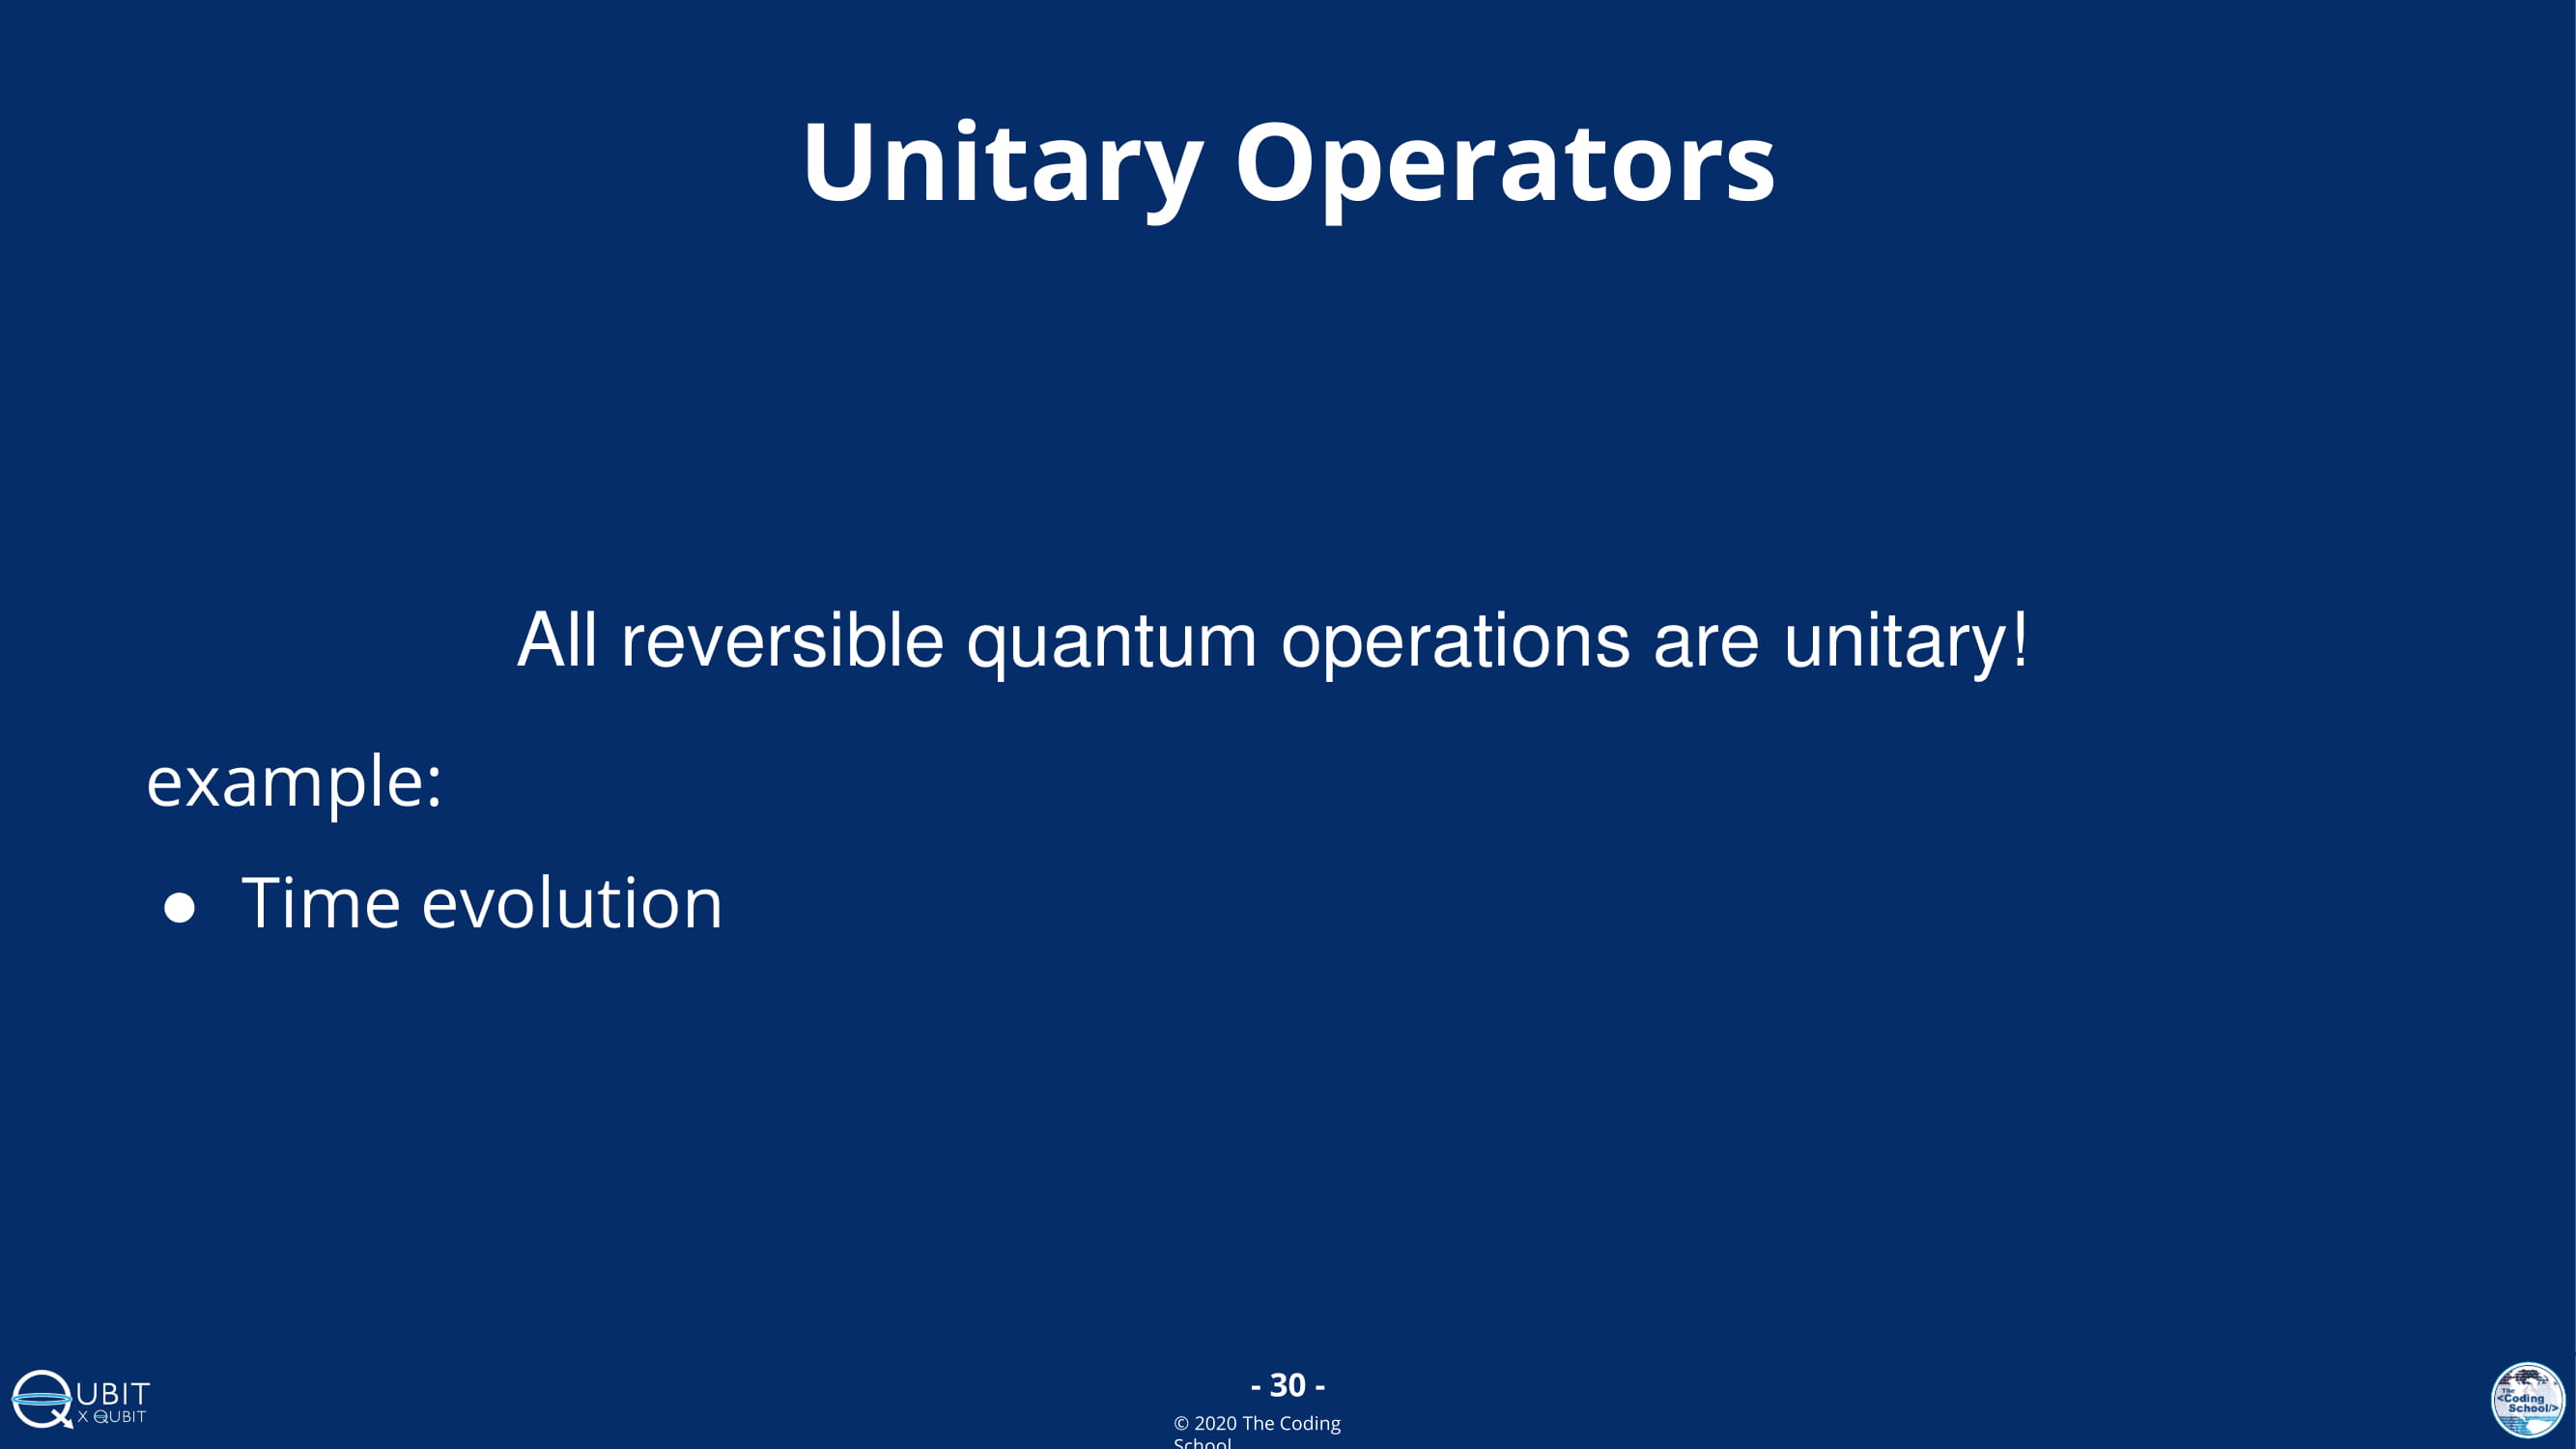 Unitary Operators
All reversible quantum operations are unitary!
example:
● Time evolution
QUBIT
X QUBIT
- 30 -
© 2020 The Coding
School
The
<Coding
School/>